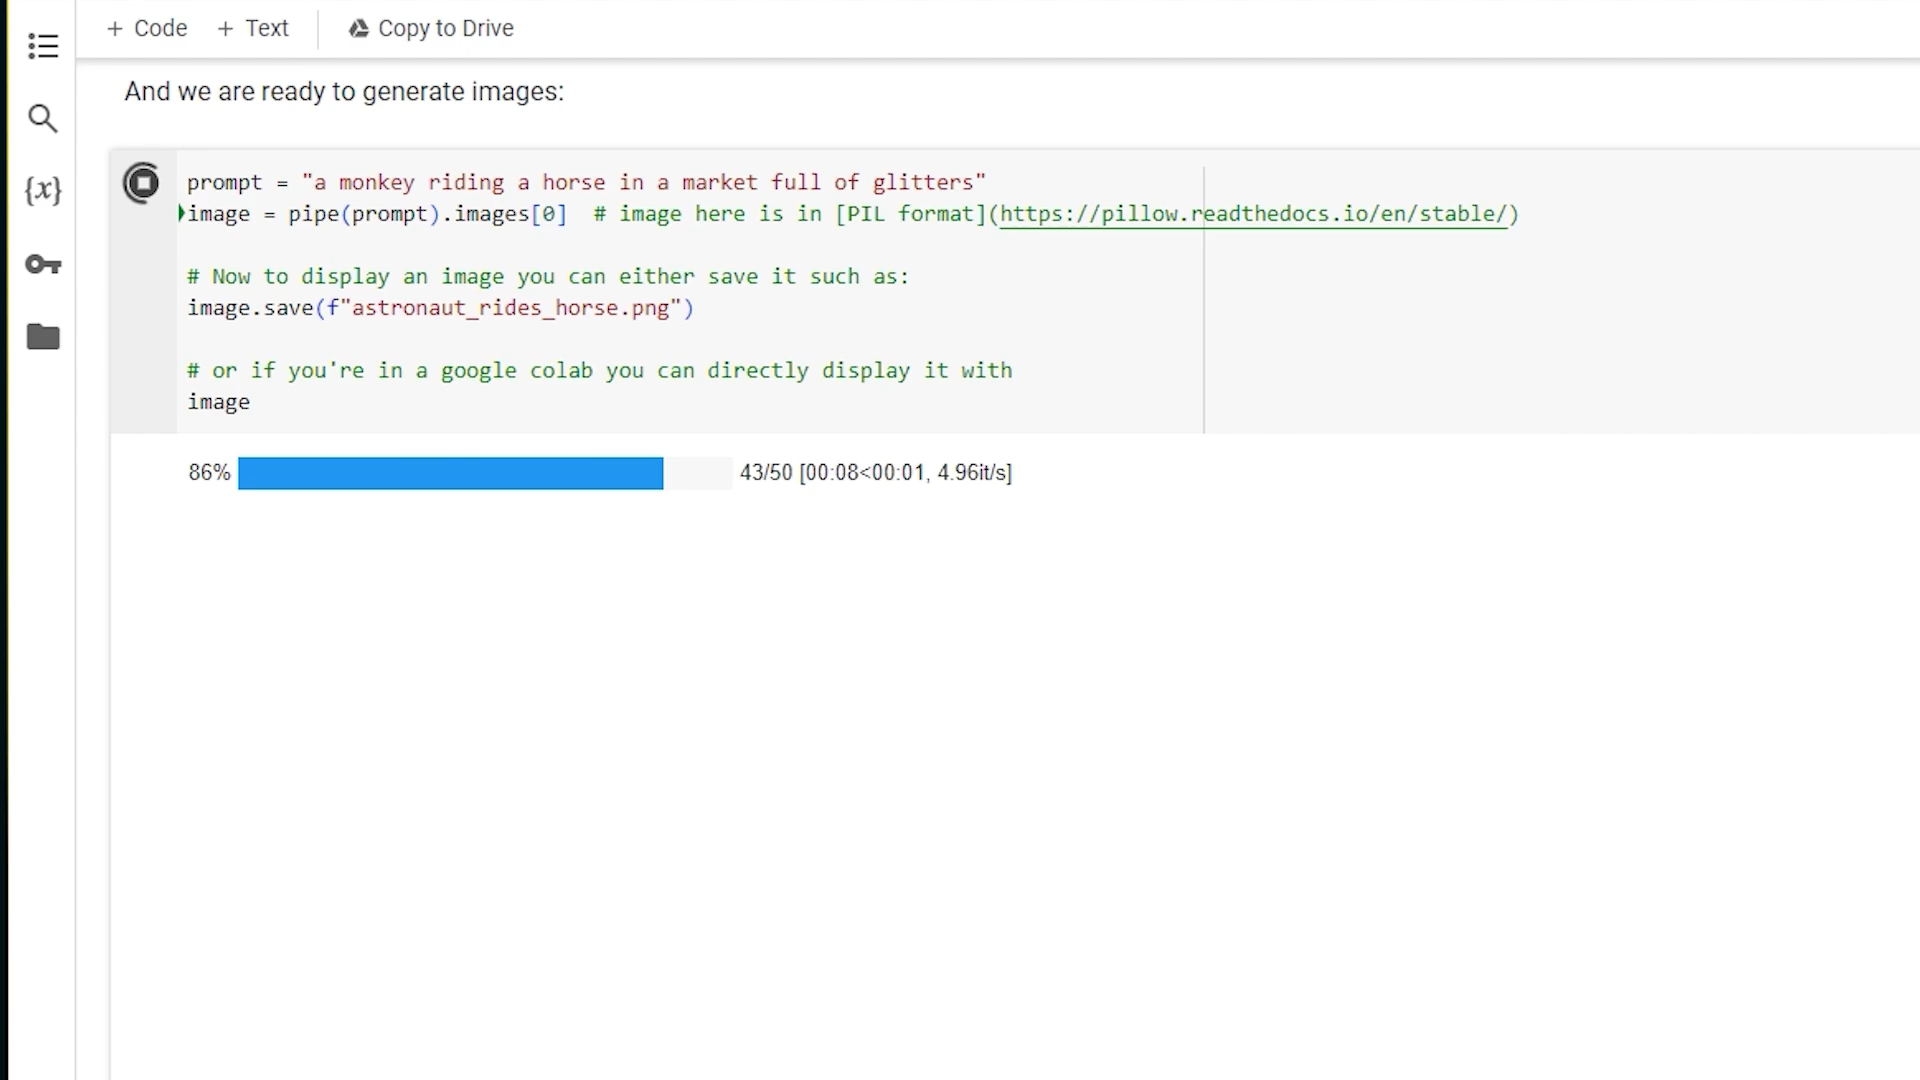 + Code + Text Copy to Drive
And we are ready to generate images:
{x}
prompt = "a monkey riding a horse in a market full of glitters"
image = pipe(prompt).images[0]  # image here is in [PIL format](https://pillow.readthedocs.io/en/stable/)
# Now to display an image you can either save it such as:
image.save(f"astronaut_rides_horse.png")
# or if you're in a google colab you can directly display it with
image
86% 43/50 [00:08<00:01, 4.96it/s]